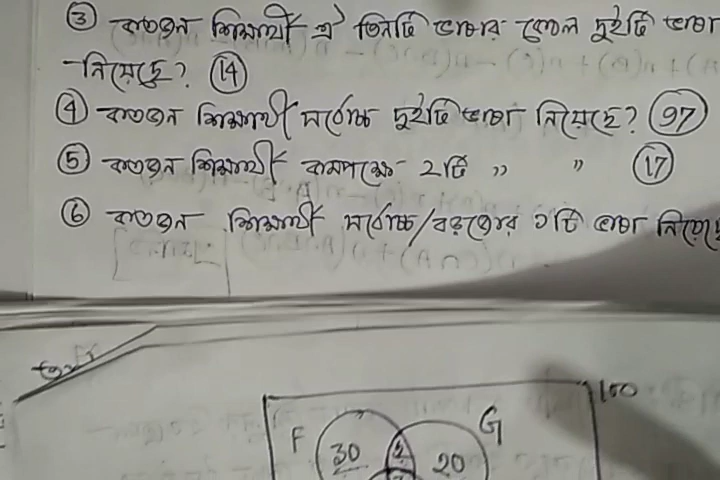 ③ কতজন শিক্ষার্থী ঐ তিনটি ভাষার কেবল দুইটি ভাষা
নিয়েছে? ⑭
④ কতজন শিক্ষার্থী সর্বোচ্চ দুইটি ভাষা নিয়েছে? 97
⑤ কতজন শিক্ষার্থী কমপক্ষে ২টি ,, ,, ⑰
⑥ কতজন শিক্ষার্থী সর্বোচ্চ/বড়জোর ১টি ভাষা নিয়েছে
100
F G
30 20